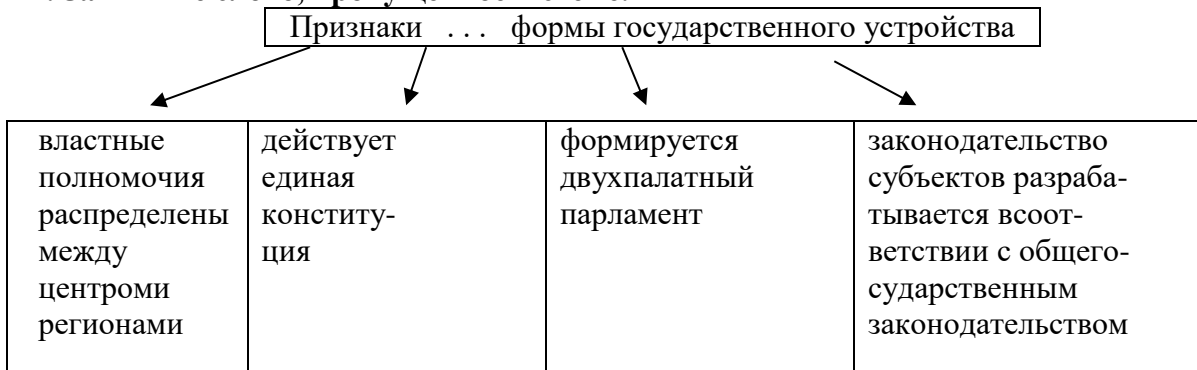 Признаки ... формы государственного устройства
властные
полномочия
распределены
между
центроми
регионами
действует
единая
конститу-
ция
формируется
двухпалатный
парламент
законодательство
субъектов разраба-
тывается всоот-
ветствии с общего-
сударственным
законодательством